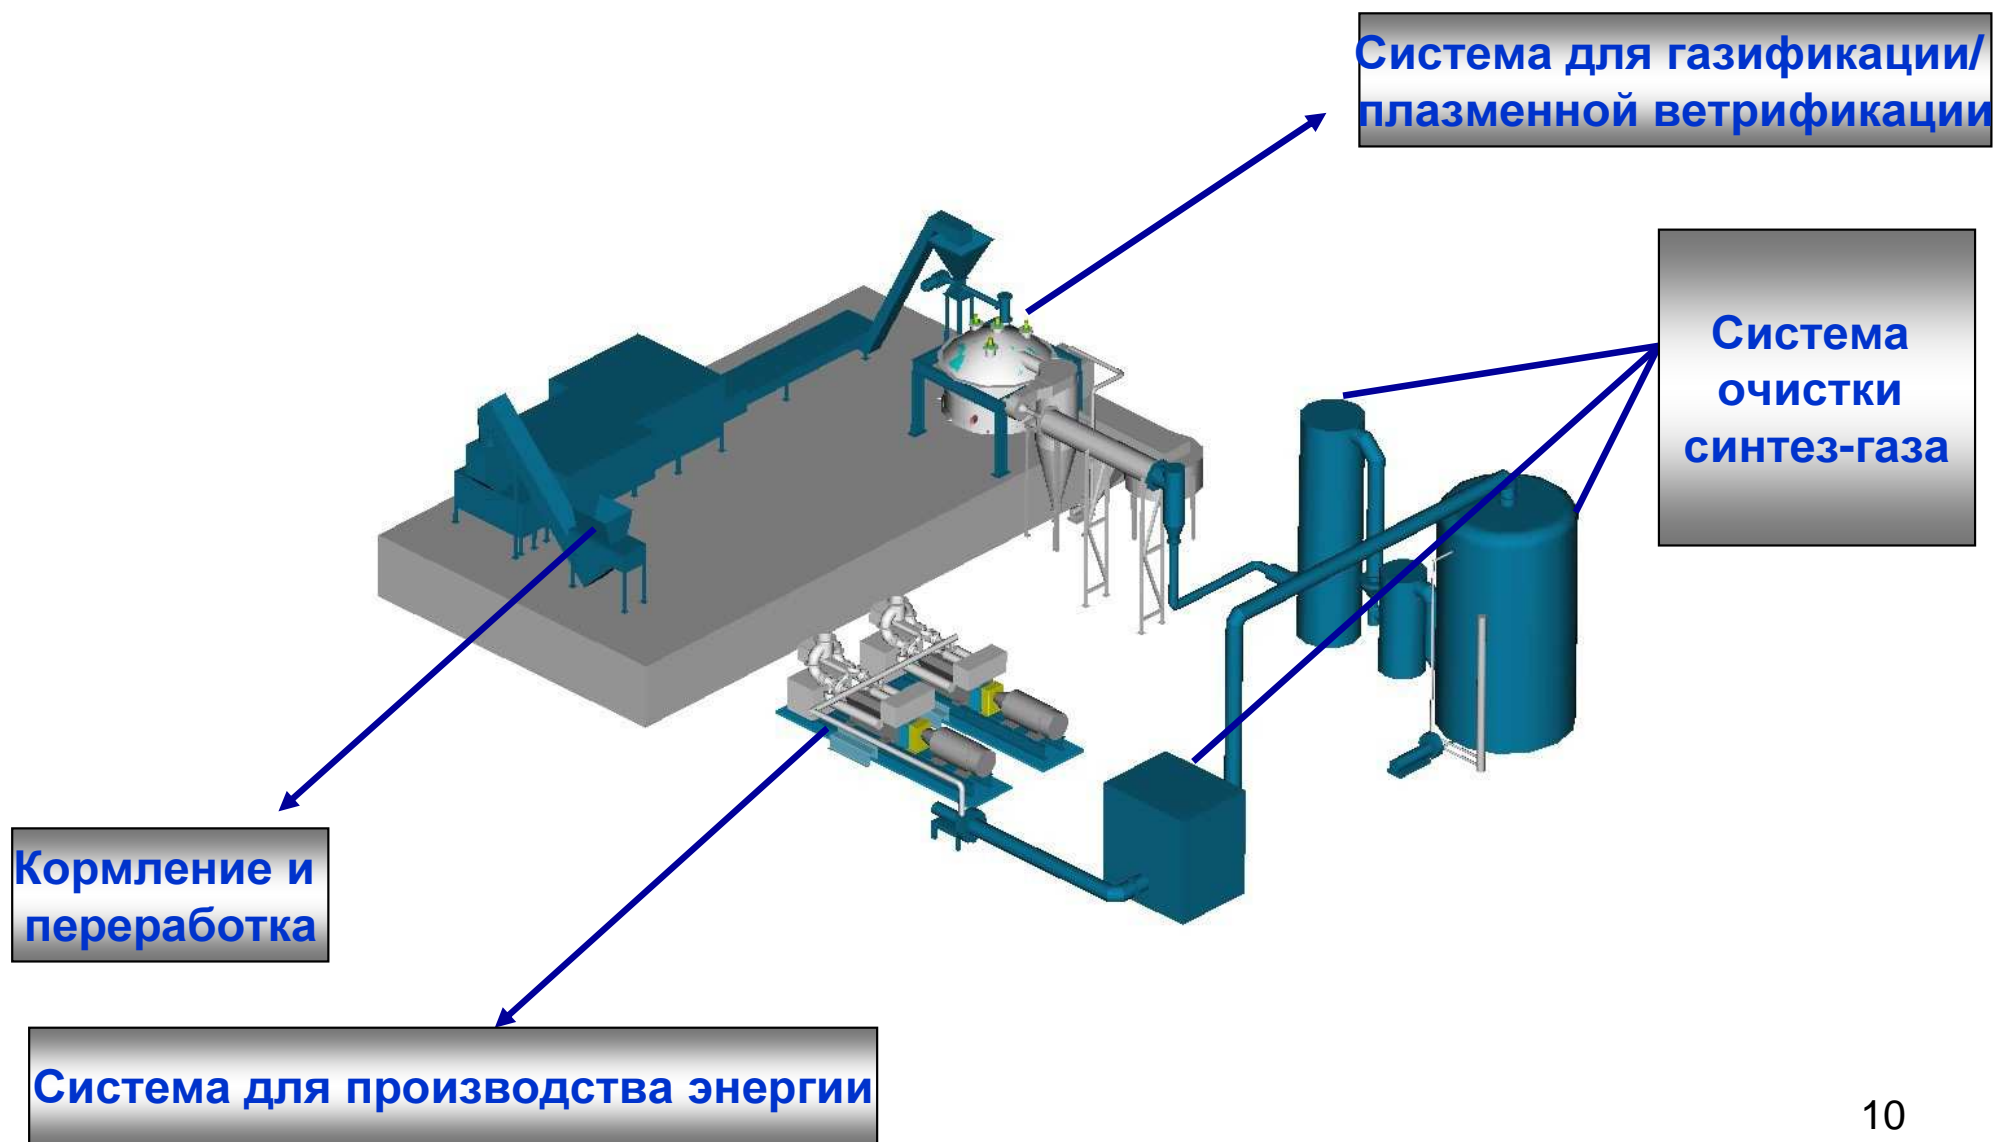 Система для газификации/
плазменной ветрификации
Система
очистки
синтез-газа
Кормление и
переработка
Система для производства энергии
10